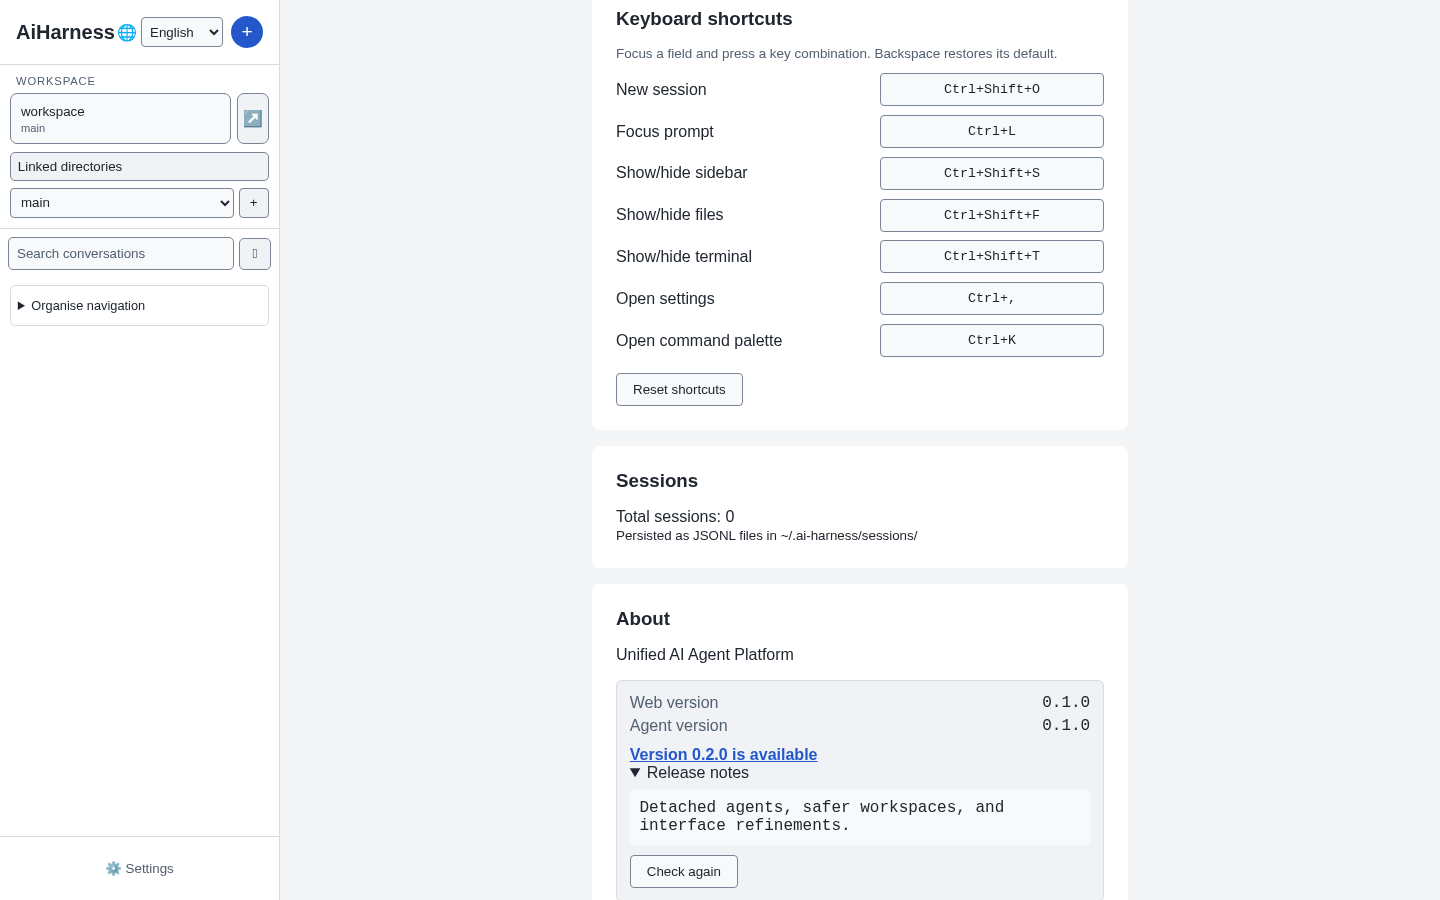 AiHarness
English
+
WORKSPACE
workspace
main
Linked directories
main
+
Search conversations
Organise navigation
Settings
Keyboard shortcuts
Focus a field and press a key combination. Backspace restores its default.
New session Ctrl+Shift+O
Focus prompt Ctrl+L
Show/hide sidebar Ctrl+Shift+S
Show/hide files Ctrl+Shift+F
Show/hide terminal Ctrl+Shift+T
Open settings Ctrl+,
Open command palette Ctrl+K
Reset shortcuts
Sessions
Total sessions: 0
Persisted as JSONL files in ~/.ai-harness/sessions/
About
Unified AI Agent Platform
Web version 0.1.0
Agent version 0.1.0
Version 0.2.0 is available
Release notes
Detached agents, safer workspaces, and
interface refinements.
Check again